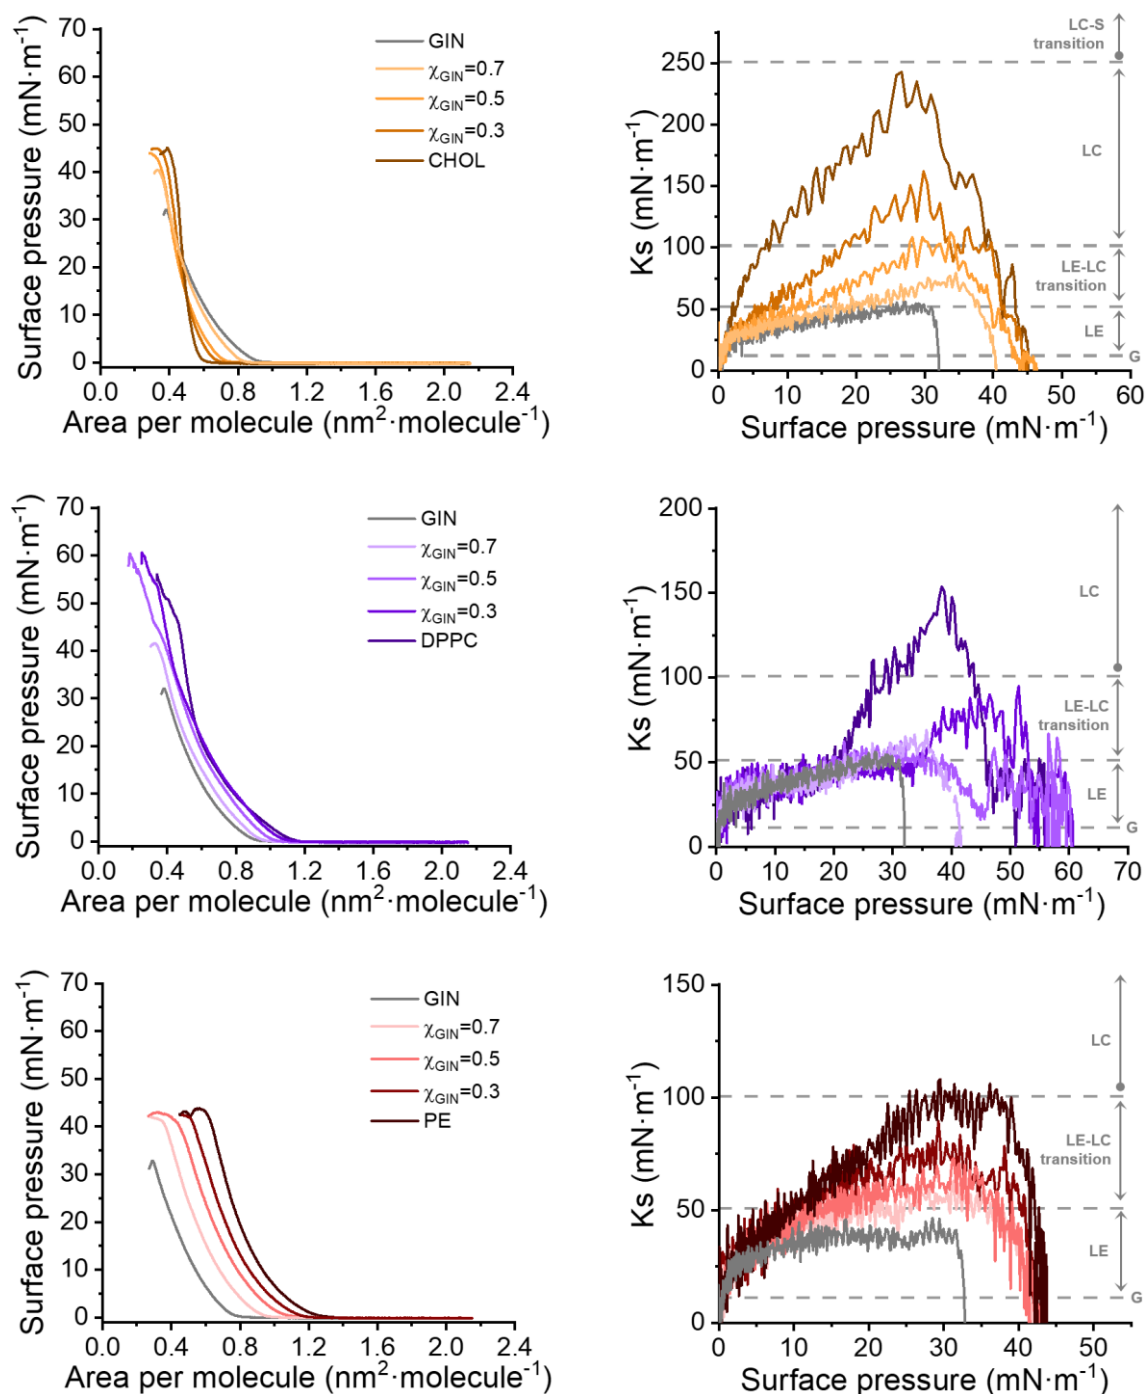 70
60
50
40
30
20
10
0
Surface pressure (mN·m⁻¹)
GIN
χGIN=0.7
χGIN=0.5
χGIN=0.3
CHOL
0.0 0.4 0.8 1.2 1.6 2.0 2.4
Area per molecule (nm²·molecule⁻¹)
250
200
150
100
50
0
Ks (mN·m⁻¹)
LC-S
transition
LC
LE-LC
transition
LE
G
0 10 20 30 40 50 60
Surface pressure (mN·m⁻¹)
70
60
50
40
30
20
10
0
Surface pressure (mN·m⁻¹)
GIN
χGIN=0.7
χGIN=0.5
χGIN=0.3
DPPC
0.0 0.4 0.8 1.2 1.6 2.0 2.4
Area per molecule (nm²·molecule⁻¹)
200
150
100
50
0
Ks (mN·m⁻¹)
LC
LE-LC
transition
LE
G
0 10 20 30 40 50 60 70
Surface pressure (mN·m⁻¹)
70
60
50
40
30
20
10
0
Surface pressure (mN·m⁻¹)
GIN
χGIN=0.7
χGIN=0.5
χGIN=0.3
PE
0.0 0.4 0.8 1.2 1.6 2.0 2.4
Area per molecule (nm²·molecule⁻¹)
150
100
50
0
Ks (mN·m⁻¹)
LC
LE-LC
transition
LE
G
0 10 20 30 40 50
Surface pressure (mN·m⁻¹)